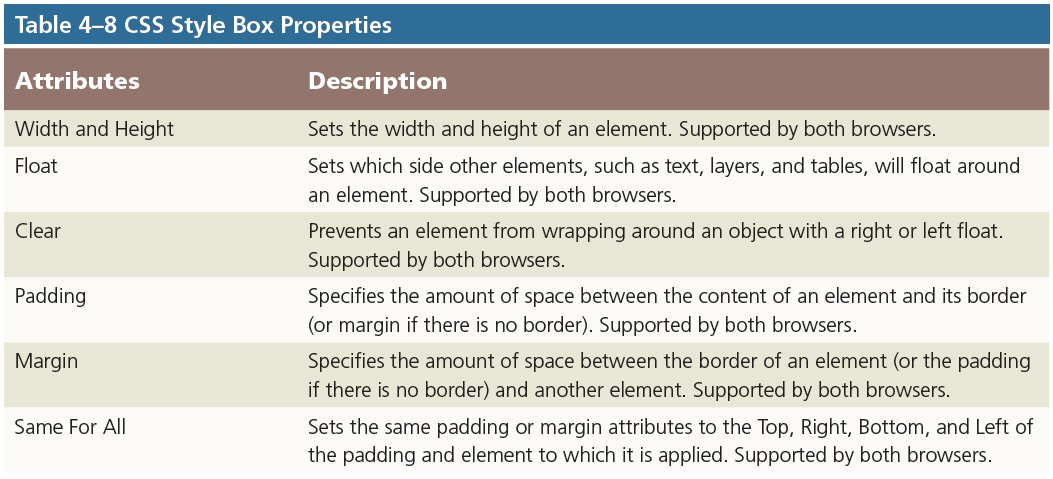 Table 4–8 CSS Style Box Properties
Attributes Description
Width and Height Sets the width and height of an element. Supported by both browsers.
Float Sets which side other elements, such as text, layers, and tables, will float around
an element. Supported by both browsers.
Clear Prevents an element from wrapping around an object with a right or left float.
Supported by both browsers.
Padding Specifies the amount of space between the content of an element and its border
(or margin if there is no border). Supported by both browsers.
Margin Specifies the amount of space between the border of an element (or the padding
if there is no border) and another element. Supported by both browsers.
Same For All Sets the same padding or margin attributes to the Top, Right, Bottom, and Left of
the padding and element to which it is applied. Supported by both browsers.